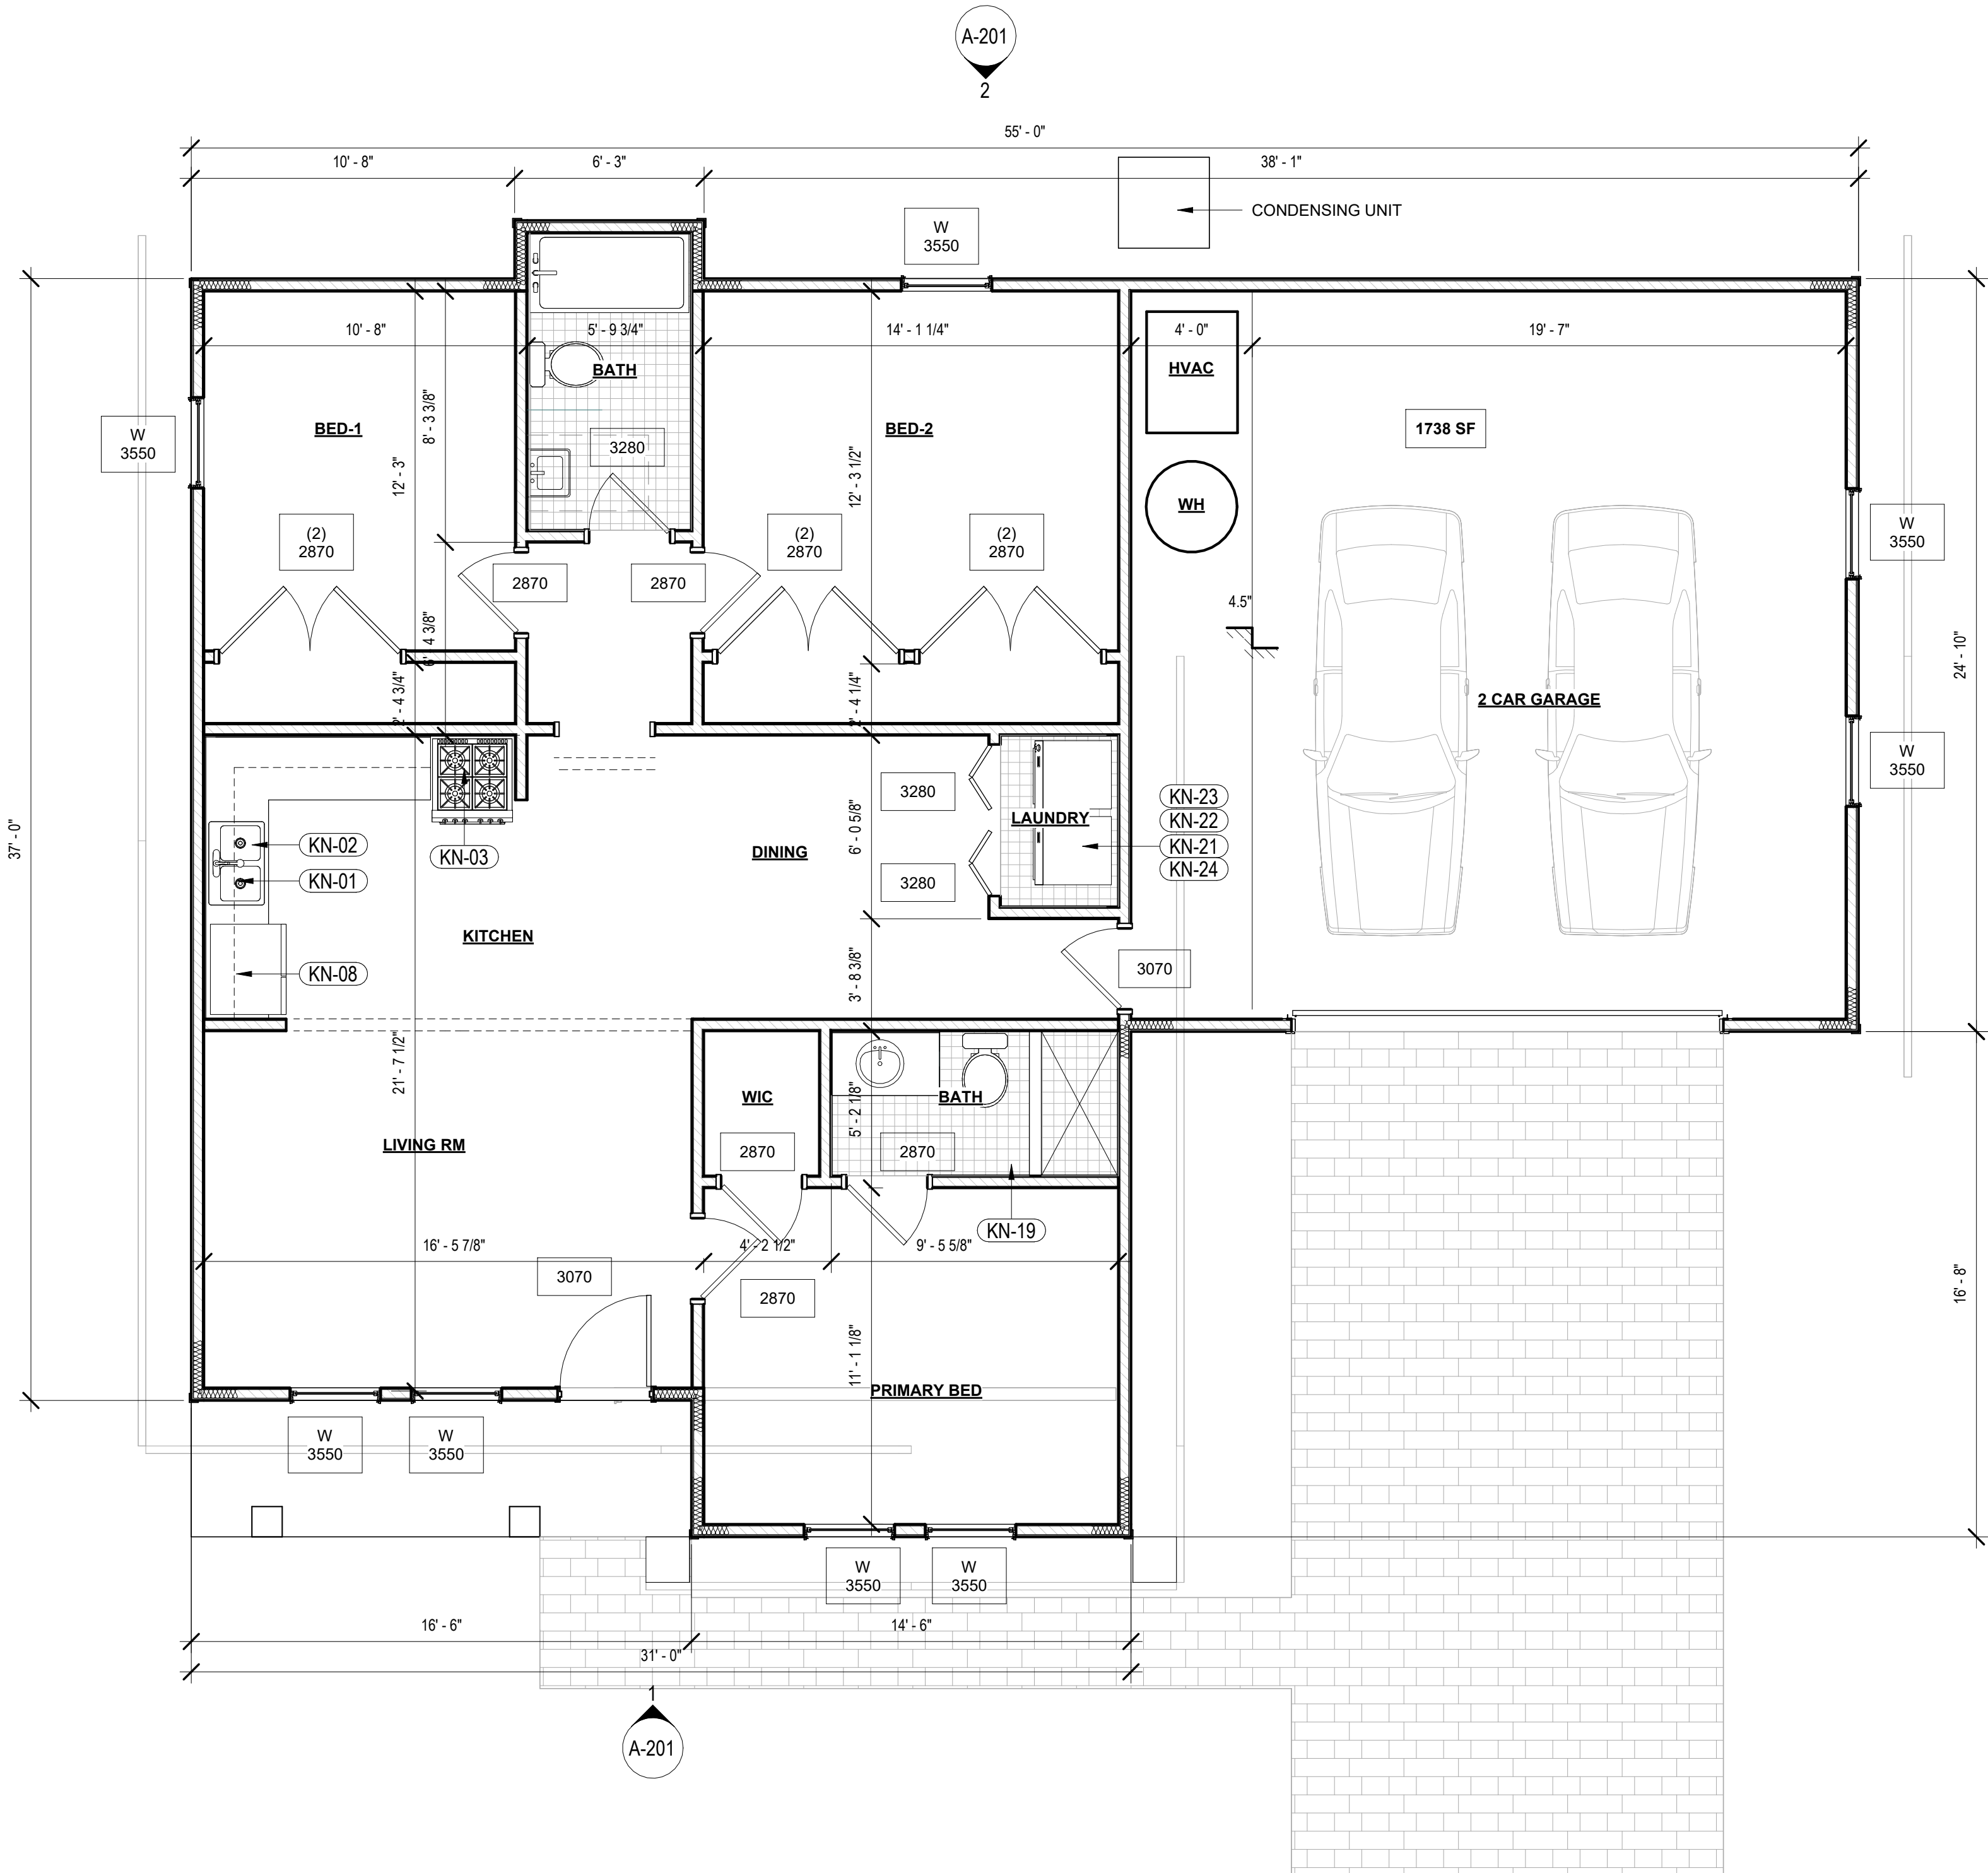 A-201
2
55' - 0"
10' - 8"
6' - 3"
38' - 1"
CONDENSING UNIT
W
3550
10' - 8"
5' - 9 3/4"
14' - 1 1/4"
4' - 0"
19' - 7"
BATH
HVAC
8' - 3 3/8"
W
3550
BED-1
BED-2
1738 SF
3280
12' - 3"
12' - 3 1/2"
WH
(2)
2870
(2)
2870
(2)
2870
W
3550
2870
2870
4.5"
4 3/8"
24' - 10"
2' - 4 3/4"
2' - 4 1/4"
2 CAR GARAGE
W
3550
3280
KN-23
LAUNDRY
KN-22
37' - 0"
KN-02
KN-03
DINING
6' - 0 5/8"
KN-21
KN-24
KN-01
3280
KITCHEN
KN-08
3' - 8 3/8"
3070
21' - 7 1/2"
WIC
BATH
5' - 2 1/8"
LIVING RM
2870
2870
KN-19
16' - 5 7/8"
4' - 2 1/2"
9' - 5 5/8"
3070
2870
16' - 8"
11' - 1 1/8"
PRIMARY BED
W
3550
W
3550
W
3550
W
3550
16' - 6"
14' - 6"
31' - 0"
1
A-201